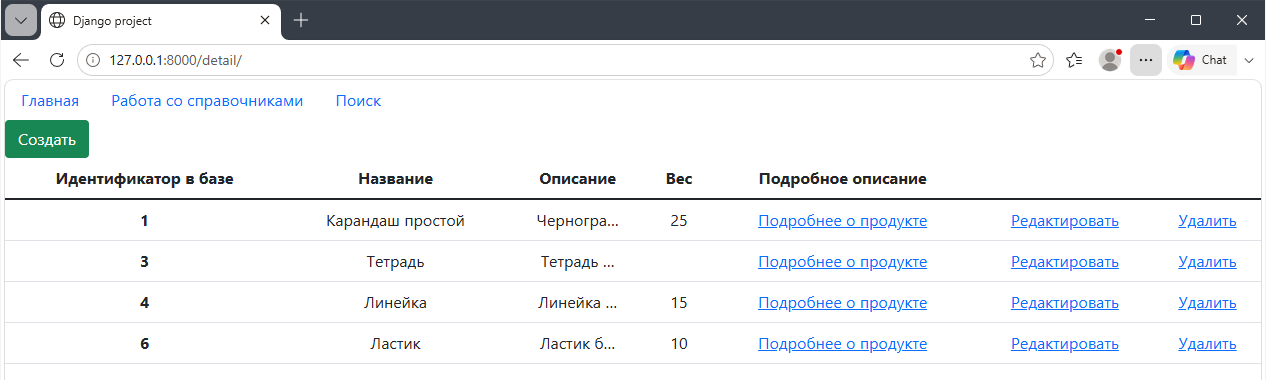 Django project
127.0.0.1:8000/detail/
Chat
Главная Работа со справочниками Поиск
Создать
Идентификатор в базе Название Описание Вес Подробное описание
1 Карандаш простой Черногра... 25 Подробнее о продукте Редактировать Удалить
3 Тетрадь Тетрадь ... Подробнее о продукте Редактировать Удалить
4 Линейка Линейка ... 15 Подробнее о продукте Редактировать Удалить
6 Ластик Ластик б... 10 Подробнее о продукте Редактировать Удалить